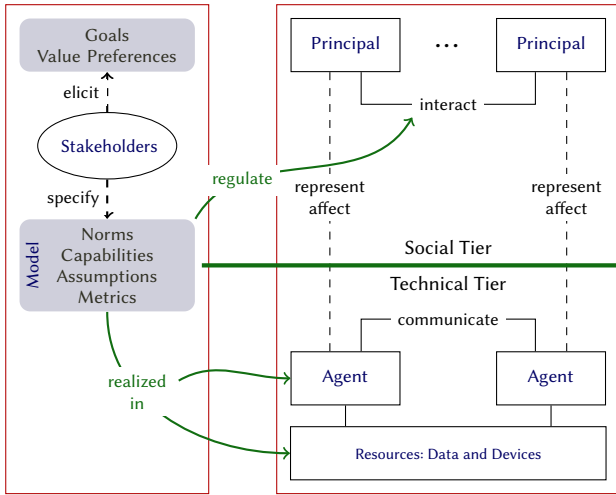 Goals
Value Preferences
elicit
Stakeholders
specify
Model
Norms
Capabilities
Assumptions
Metrics
regulate
realized
in
Principal
...
Principal
interact
represent
affect
represent
affect
Social Tier
Technical Tier
communicate
Agent
Agent
Resources: Data and Devices